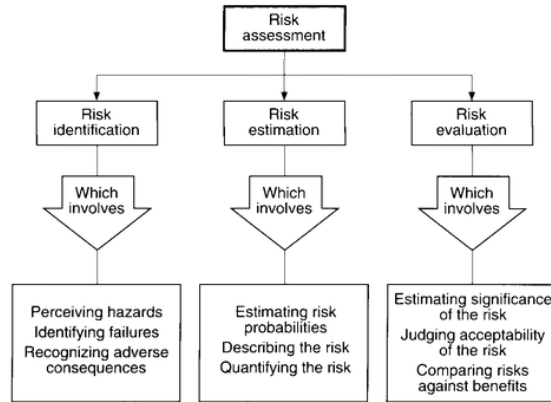 Risk
assessment
Risk
identification
Risk
estimation
Risk
evaluation
Which
involves
Which
involves
Which
involves
Perceiving hazards
Identifying failures
Recognizing adverse
consequences
Estimating risk
probabilities
Describing the risk
Quantifying the risk
Estimating significance
of the risk
Judging acceptability
of the risk
Comparing risks
against benefits